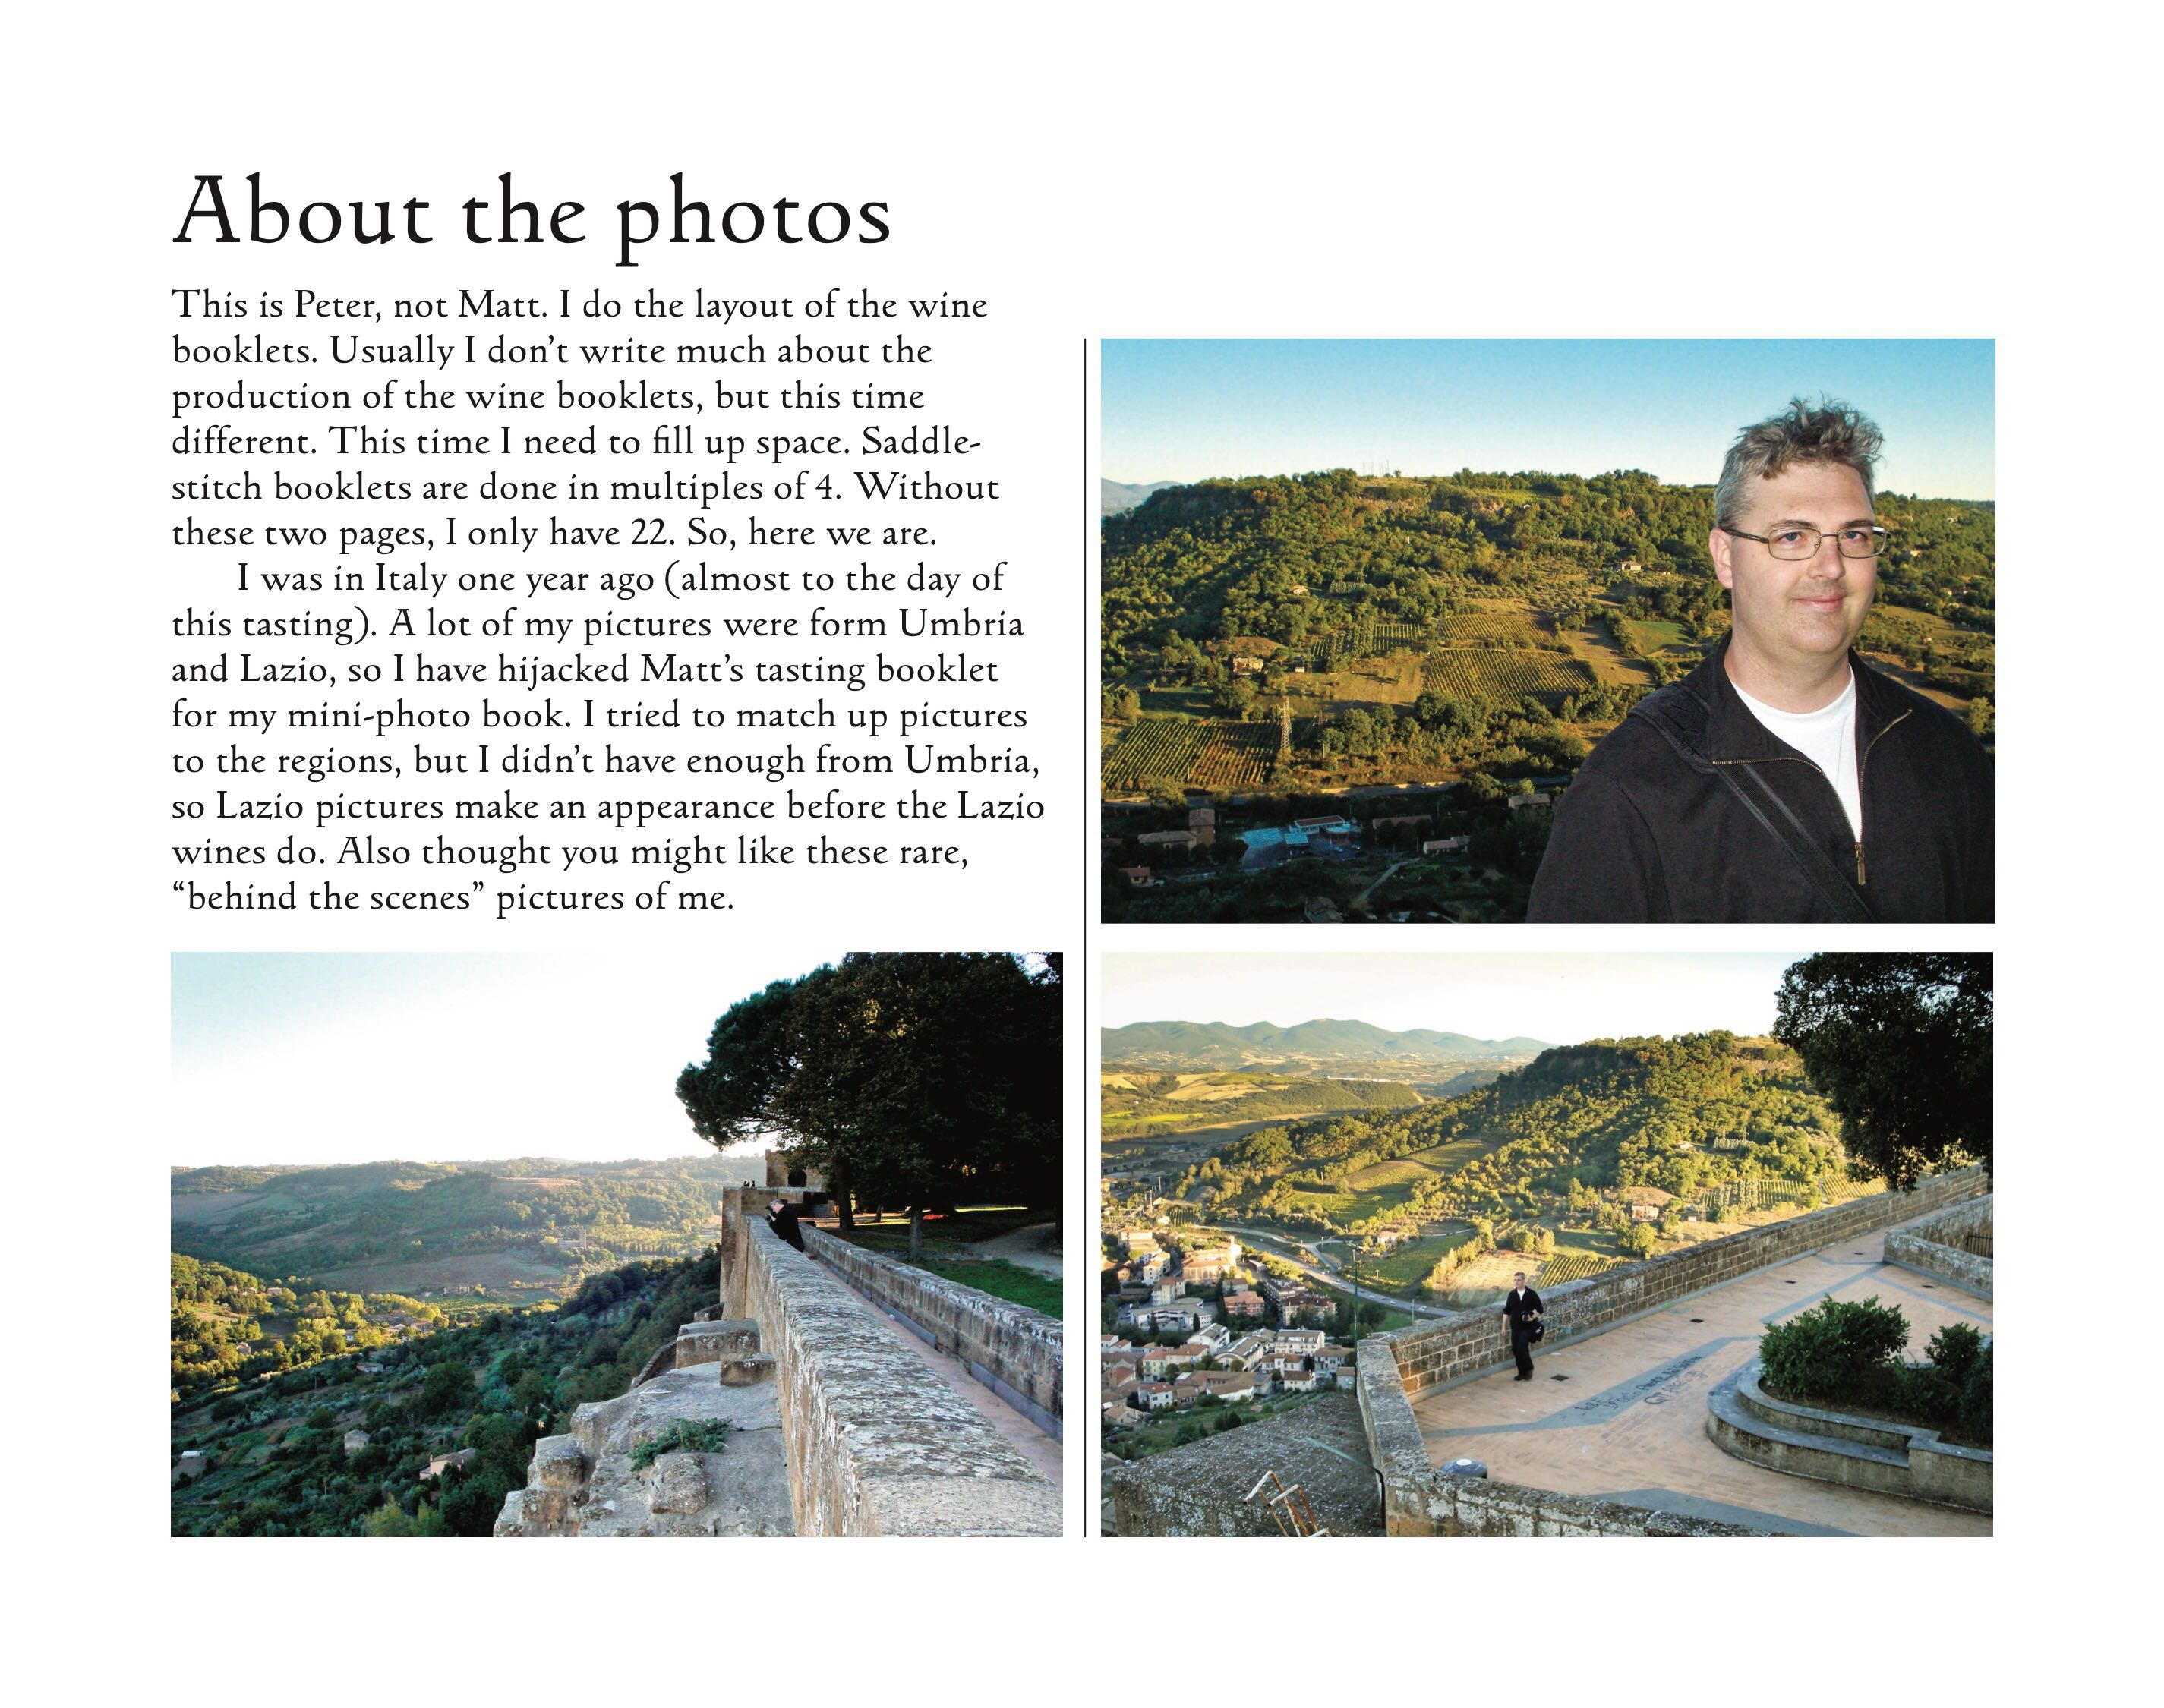 About the photos
This is Peter, not Matt. I do the layout of the wine
booklets. Usually I don’t write much about the
production of the wine booklets, but this time
different. This time I need to fill up space. Saddle-
stitch booklets are done in multiples of 4. Without
these two pages, I only have 22. So, here we are.
I was in Italy one year ago (almost to the day of
this tasting). A lot of my pictures were form Umbria
and Lazio, so I have hijacked Matt’s tasting booklet
for my mini-photo book. I tried to match up pictures
to the regions, but I didn’t have enough from Umbria,
so Lazio pictures make an appearance before the Lazio
wines do. Also thought you might like these rare,
“behind the scenes” pictures of me.